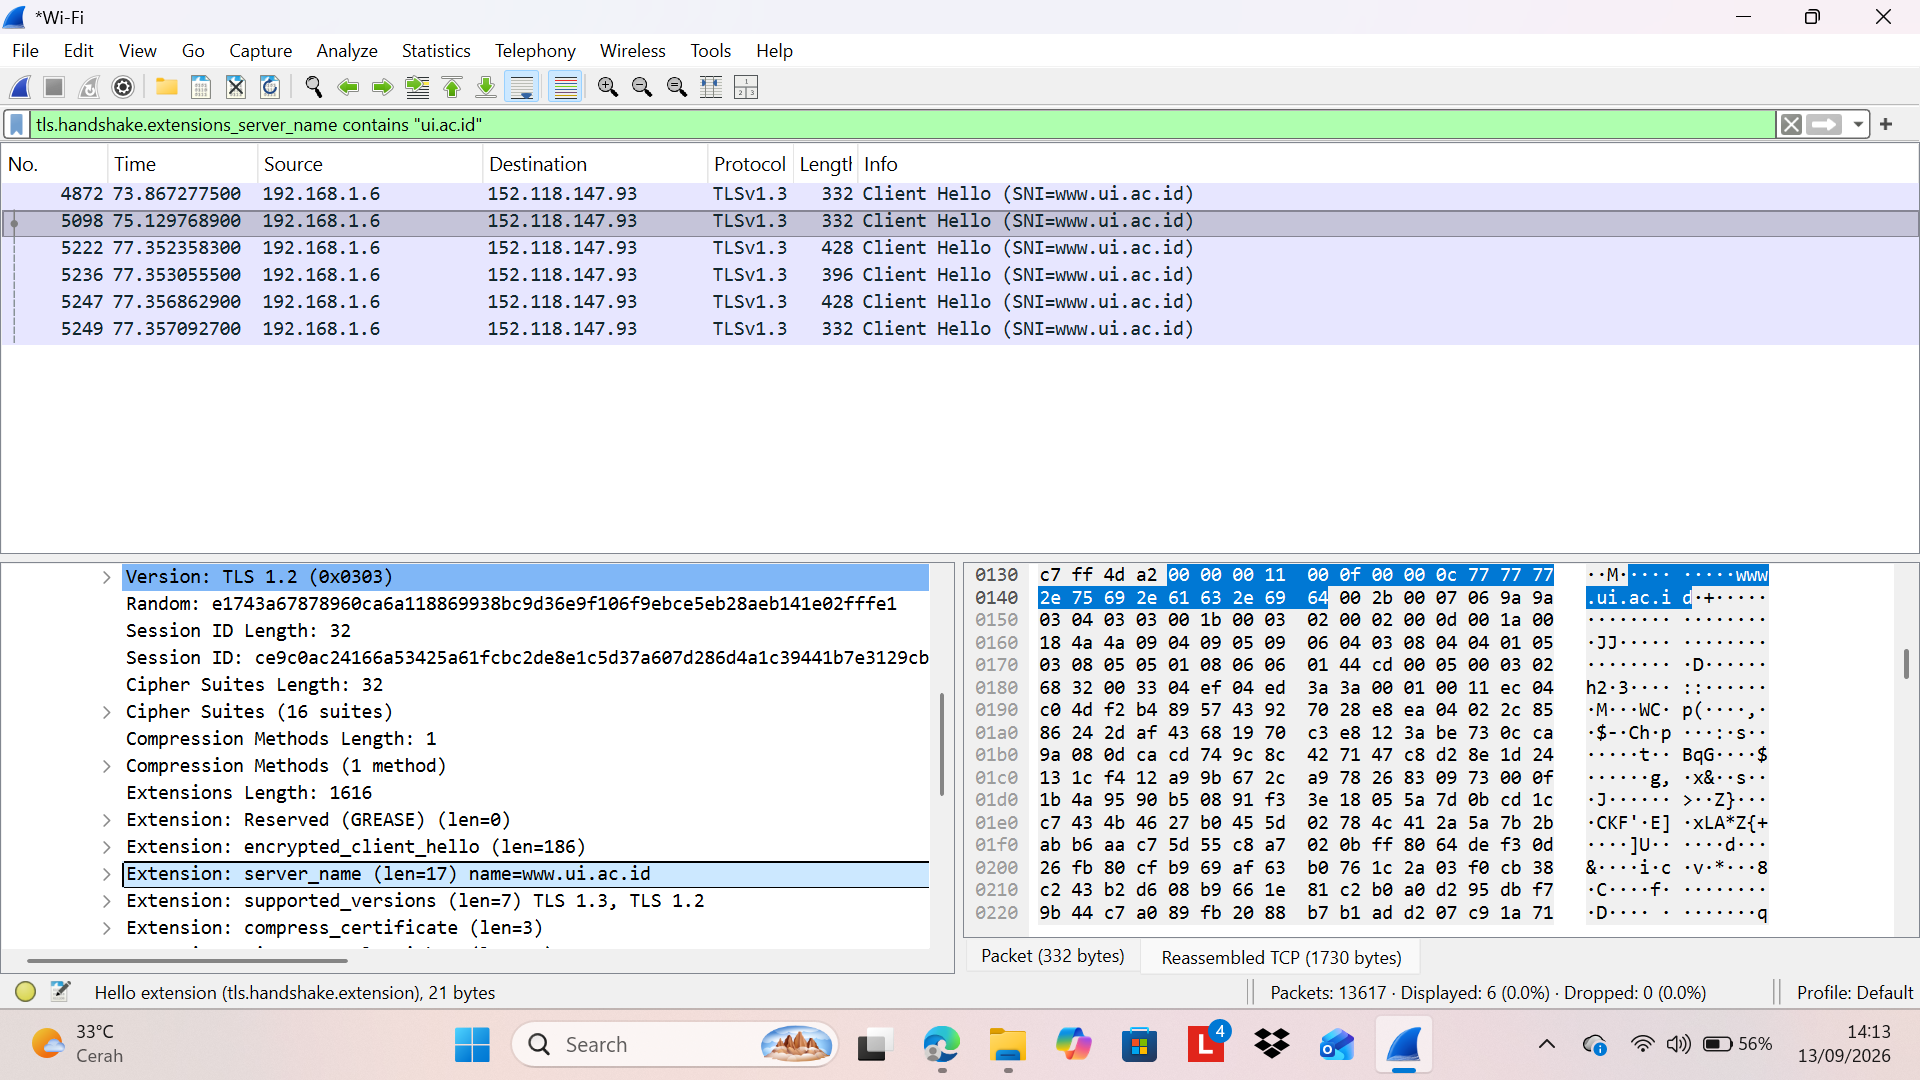 *Wi-Fi
File Edit View Go Capture Analyze Statistics Telephony Wireless Tools Help
tls.handshake.extensions_server_name contains "ui.ac.id"
No. Time Source Destination Protocol Length Info
4872 73.867277500 192.168.1.6 152.118.147.93 TLSv1.3 332 Client Hello (SNI=www.ui.ac.id)
5098 75.129768900 192.168.1.6 152.118.147.93 TLSv1.3 332 Client Hello (SNI=www.ui.ac.id)
5222 77.352358300 192.168.1.6 152.118.147.93 TLSv1.3 428 Client Hello (SNI=www.ui.ac.id)
5236 77.353055500 192.168.1.6 152.118.147.93 TLSv1.3 396 Client Hello (SNI=www.ui.ac.id)
5247 77.356862900 192.168.1.6 152.118.147.93 TLSv1.3 428 Client Hello (SNI=www.ui.ac.id)
5249 77.357092700 192.168.1.6 152.118.147.93 TLSv1.3 332 Client Hello (SNI=www.ui.ac.id)
Version: TLS 1.2 (0x0303)
Random: e1743a67878960ca6a118869938bc9d36e9f106f9ebce5eb28aeb141e02fffe1
Session ID Length: 32
Session ID: ce9c0ac24166a53425a61fcbc2de8e1c5d37a607d286d4a1c39441b7e3129cb
Cipher Suites Length: 32
Cipher Suites (16 suites)
Compression Methods Length: 1
Compression Methods (1 method)
Extensions Length: 1616
Extension: Reserved (GREASE) (len=0)
Extension: encrypted_client_hello (len=186)
Extension: server_name (len=17) name=www.ui.ac.id
Extension: supported_versions (len=7) TLS 1.3, TLS 1.2
Extension: compress_certificate (len=3)
0130 c7 ff 4d a2 00 00 00 11 00 0f 00 00 0c 77 77 77 ··M····· ·····www
0140 2e 75 69 2e 61 63 2e 69 64 00 2b 00 07 06 9a 9a .ui.ac.i d·+·····
0150 03 04 03 03 00 1b 00 03 02 00 02 00 0d 00 1a 00 ········ ········
0160 18 4a 4a 09 04 09 05 09 06 04 03 08 04 04 01 05 ·JJ····· ········
0170 03 08 05 05 01 08 06 06 01 44 cd 00 05 00 03 02 ········ ·D······
0180 68 32 00 33 04 ef 04 ed 3a 3a 00 01 00 11 ec 04 h2·3···· ::······
0190 c0 4d f2 b4 89 57 43 92 70 28 e8 ea 04 02 2c 85 ·M···WC· p(····,·
01a0 86 24 2d af 43 68 19 70 c3 e8 12 3a be 73 0c ca ·$-·Ch·p ···:·s··
01b0 9a 08 0d ca cd 74 9c 8c 42 71 47 c8 d2 8e 1d 24 ·····t·· BqG····$
01c0 13 1c f4 12 a9 9b 67 2c a9 78 26 83 09 73 00 0f ······g, ·x&··s··
01d0 1b 4a 95 90 b5 08 91 f3 3e 18 05 5a 7d 0b cd 1c ·J······ >··Z}···
01e0 c7 43 4b 46 27 b0 45 5d 02 78 4c 41 2a 5a 7b 2b ·CKF'·E] ·xLA*Z{+
01f0 ab b6 aa c7 5d 55 c8 a7 02 0b ff 80 64 de f3 0d ····]U·· ····d···
0200 26 fb 80 cf b9 69 af 63 b0 76 1c 2a 03 f0 cb 38 &····i·c ·v·*···8
0210 c2 43 b2 d6 08 b9 66 1e 81 c2 b0 a0 d2 95 db f7 ·C····f· ········
0220 9b 44 c7 a0 89 fb 20 88 b7 b1 ad d2 07 c9 1a 71 ·D···· · ·······q
Packet (332 bytes) Reassembled TCP (1730 bytes)
Hello extension (tls.handshake.extension), 21 bytes Packets: 13617 · Displayed: 6 (0.0%) · Dropped: 0 (0.0%) Profile: Default
33°C
Cerah
Search
L
4
56%
14:13
13/09/2026